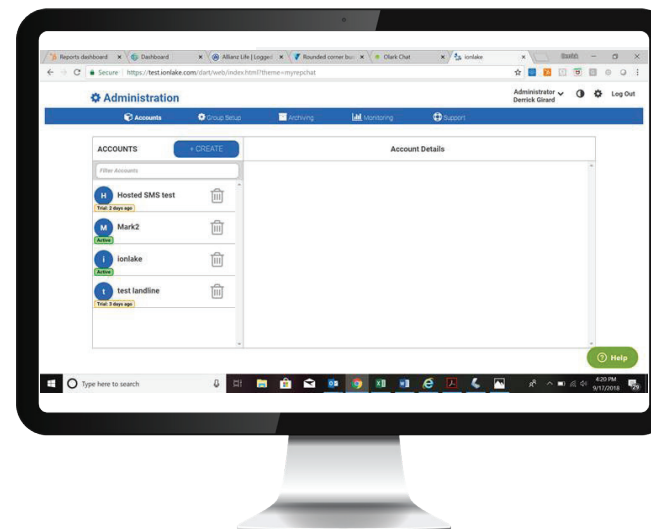 Reports dashboard
Dashboard
Allianz Life | Logged
Rounded corner but
Olark Chat
ionlake
Secure https://test.ionlake.com/dart/web/index.html?theme=myrepchat
Administration
Administrator
Derrick Girard
Log Out
Accounts
Group Setup
Archiving
Monitoring
Support
ACCOUNTS
+ CREATE
Account Details
Filter Accounts
H
Hosted SMS test
Trial: 2 days ago
M
Mark2
Active
i
ionlake
Active
t
test landline
Trial: 3 days ago
Help
Type here to search
4:20 PM
9/17/2018